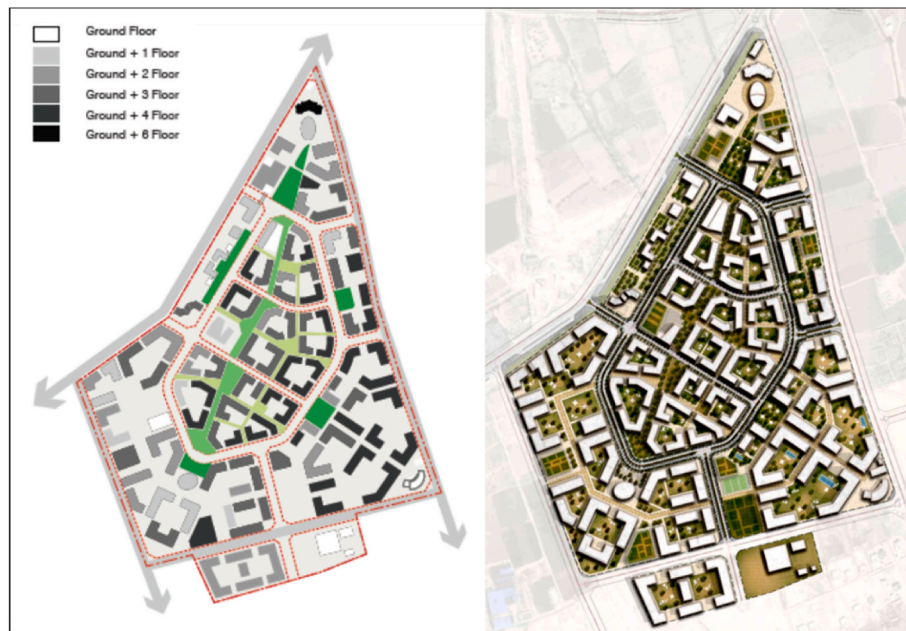 Ground Floor
Ground + 1 Floor
Ground + 2 Floor
Ground + 3 Floor
Ground + 4 Floor
Ground + 6 Floor